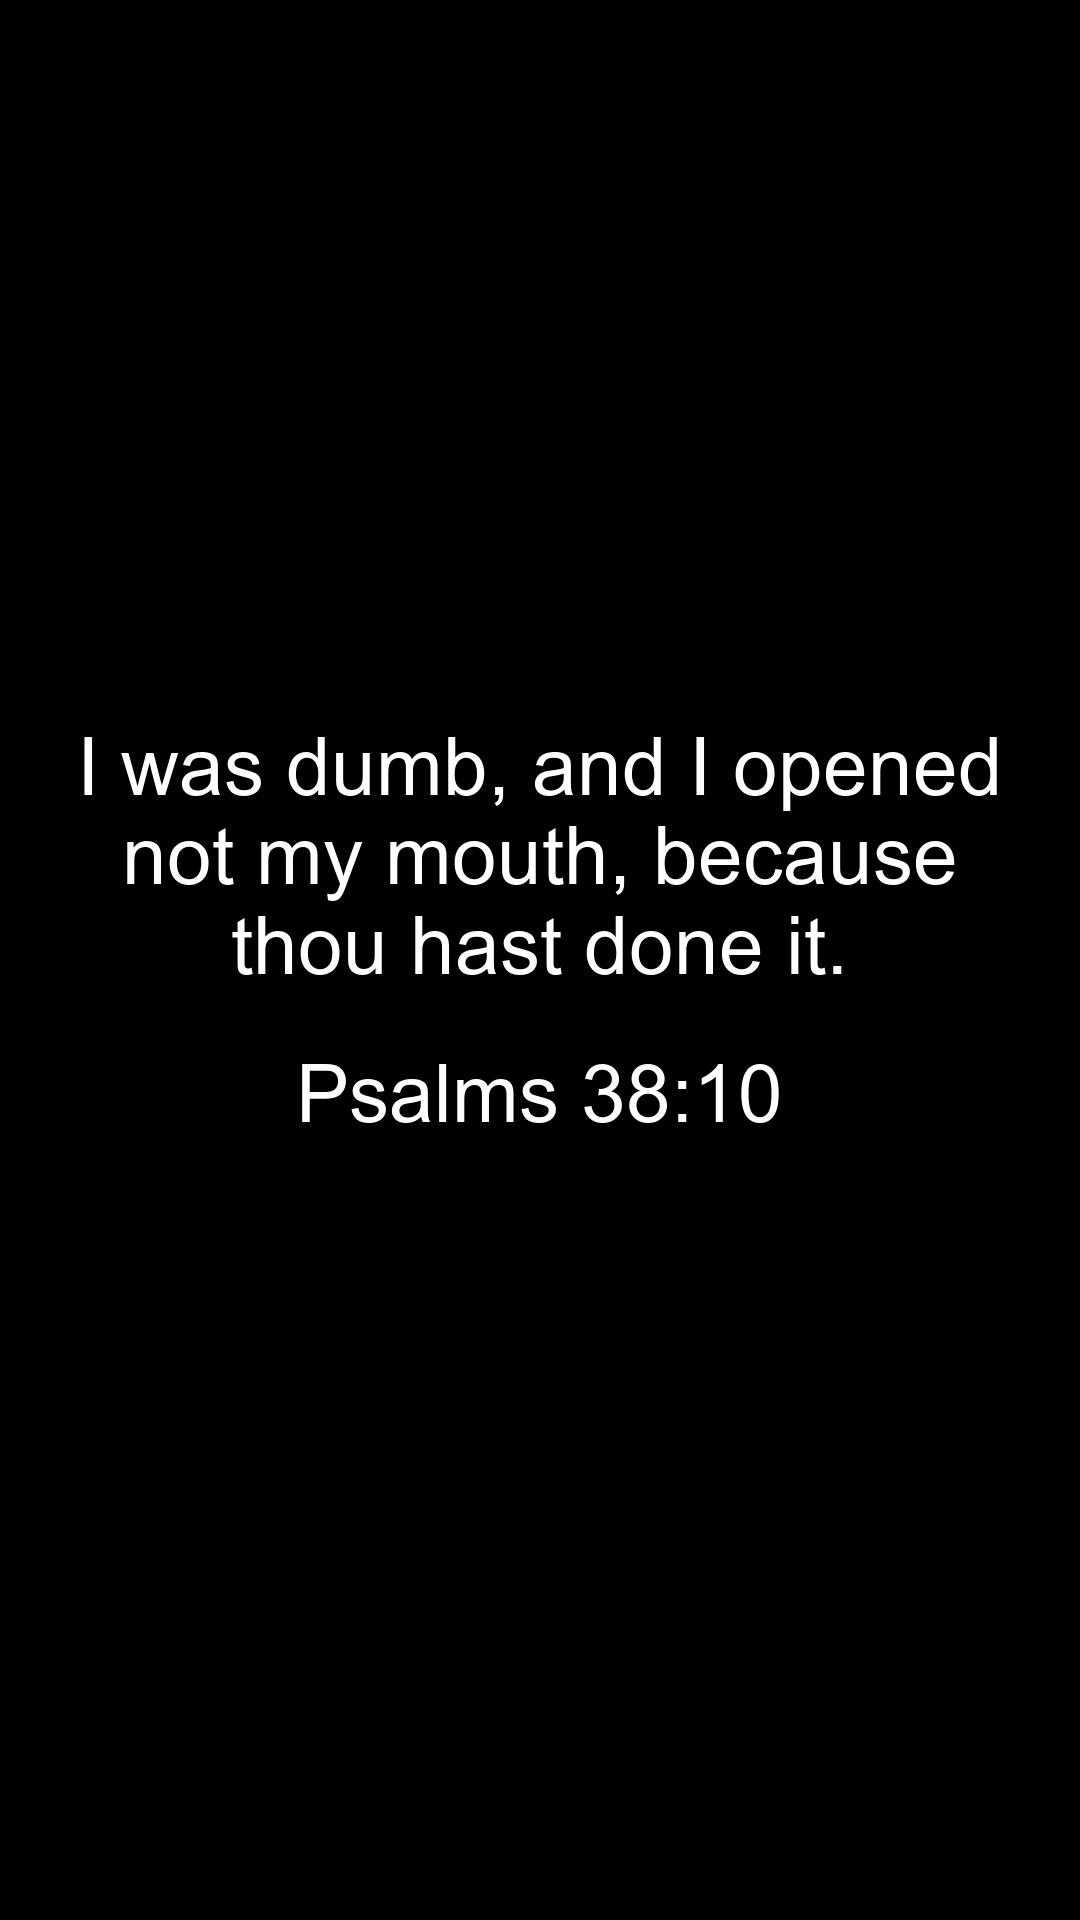 I was dumb, and I opened
not my mouth, because
thou hast done it.
Psalms 38:10